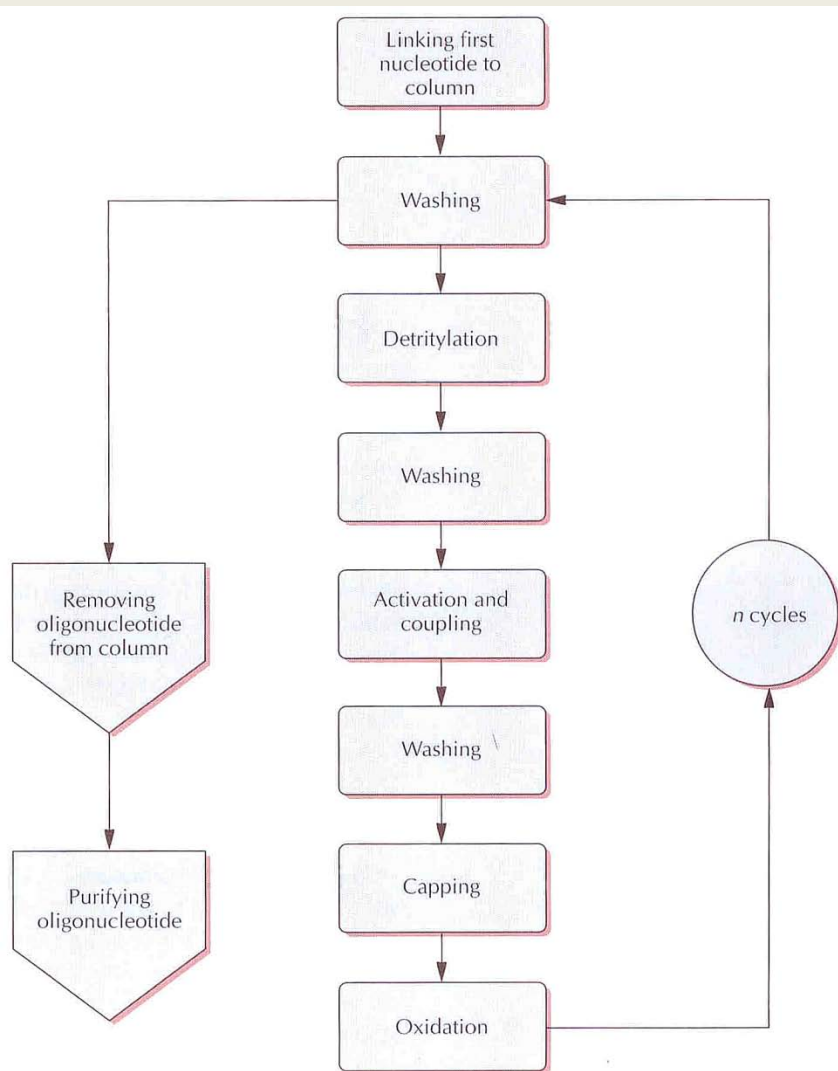 Linking first
nucleotide to
column
Washing
Detritylation
Washing
Activation and
coupling
Washing
Capping
Oxidation
n cycles
Removing
oligonucleotide
from column
Purifying
oligonucleotide